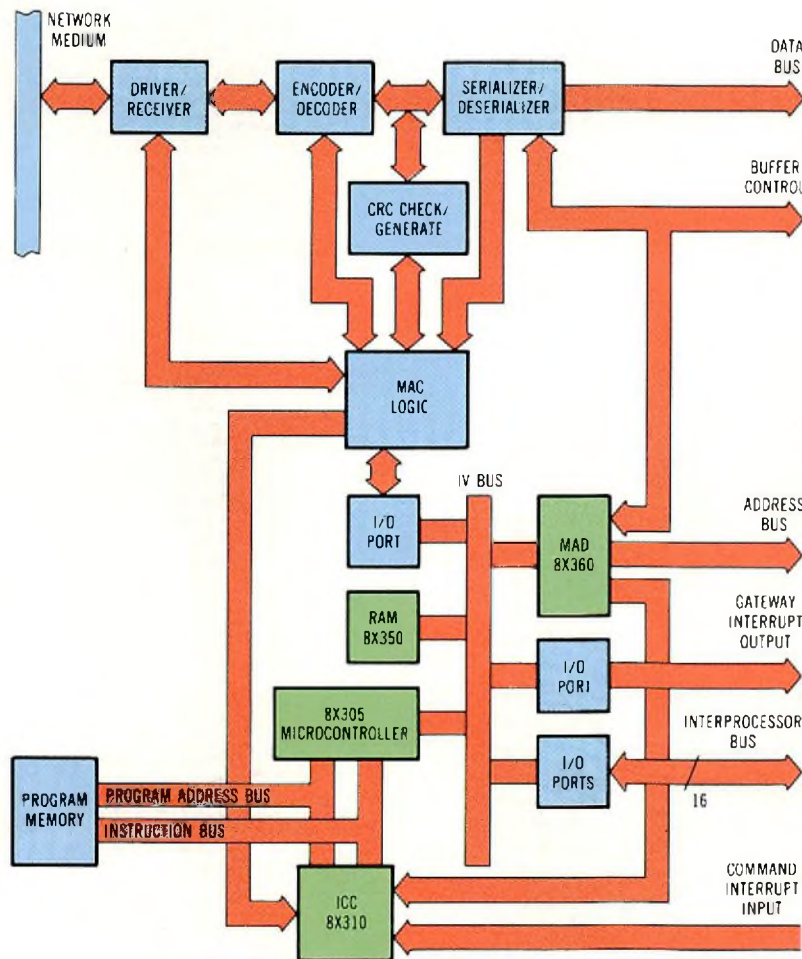 NETWORK
MEDIUM
DRIVER/
RECEIVER
ENCODER/
DECODER
SERIALIZER/
DESERIALIZER
DATA
BUS
BUFFER
CONTROL
CRC CHECK/
GENERATE
MAC
LOGIC
IV BUS
I/O
PORT
MAD
8X360
ADDRESS
BUS
RAM
8X350
GATEWAY
INTERRUPT
OUTPUT
I/O
PORT
8X305
MICROCONTROLLER
INTERPROCESSOR
BUS
I/O
PORTS
16
PROGRAM
MEMORY
PROGRAM ADDRESS BUS
INSTRUCTION BUS
ICC
8X310
COMMAND
INTERRUPT
INPUT